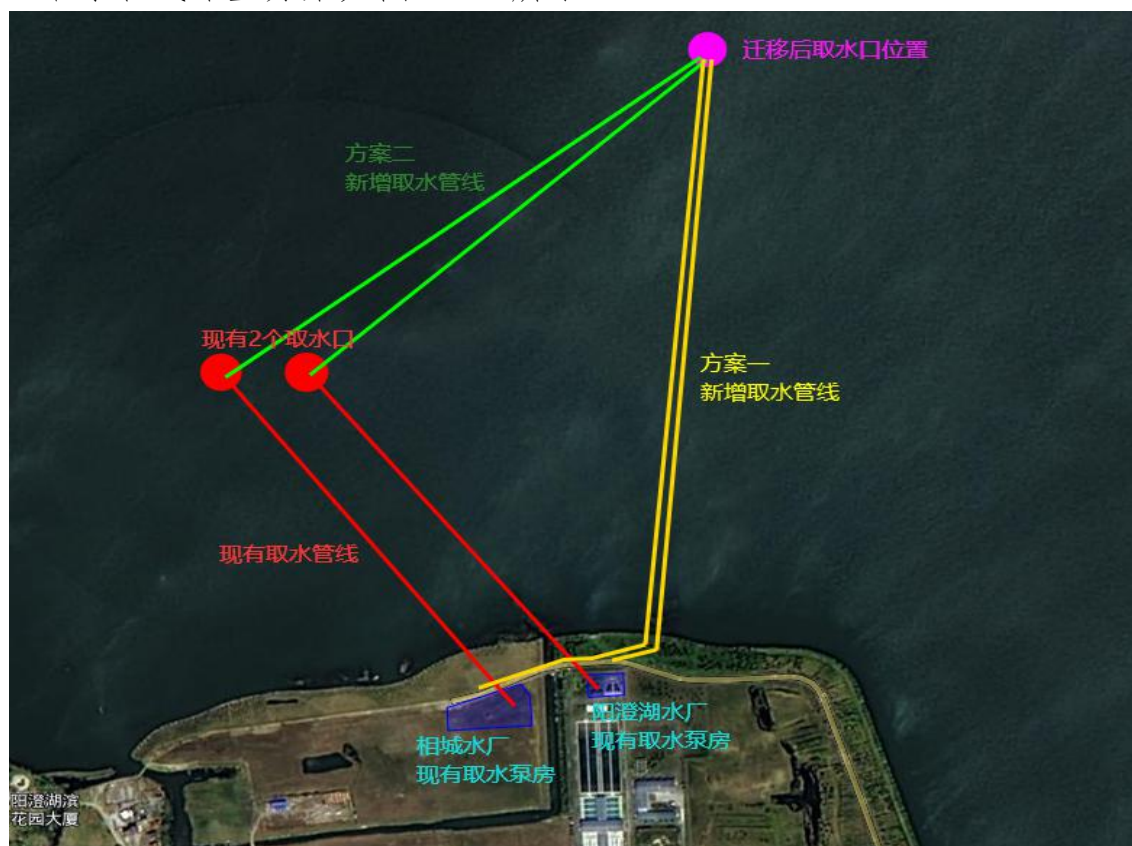 迁移后取水口位置
方案二
新增取水管线
现有2个取水口
方案一
新增取水管线
现有取水管线
阳澄湖水厂
现有取水泵房
相城水厂
现有取水泵房
阳澄湖滨
花园大厦